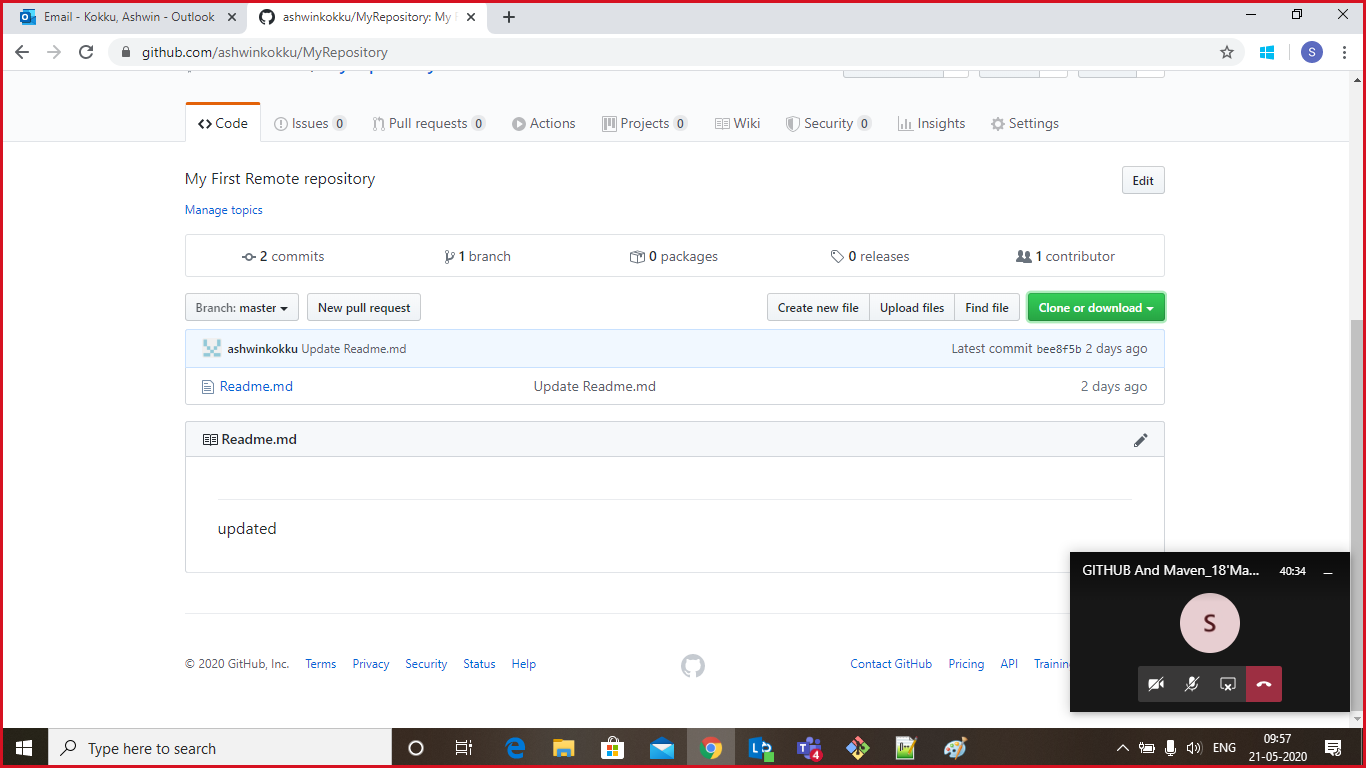 Email - Kokku, Ashwin - Outlook
ashwinkokku/MyRepository: My
github.com/ashwinkokku/MyRepository
S
Code
Issues 0
Pull requests 0
Actions
Projects 0
Wiki
Security 0
Insights
Settings
My First Remote repository
Edit
Manage topics
2 commits
1 branch
0 packages
0 releases
1 contributor
Branch: master
New pull request
Create new file
Upload files
Find file
Clone or download
ashwinkokku Update Readme.md
Latest commit bee8f5b 2 days ago
Readme.md
Update Readme.md
2 days ago
Readme.md
updated
GITHUB And Maven_18'Ma...
40:34
S
© 2020 GitHub, Inc.
Terms
Privacy
Security
Status
Help
Contact GitHub
Pricing
API
Trainin
Type here to search
4
ENG
09:57
21-05-2020